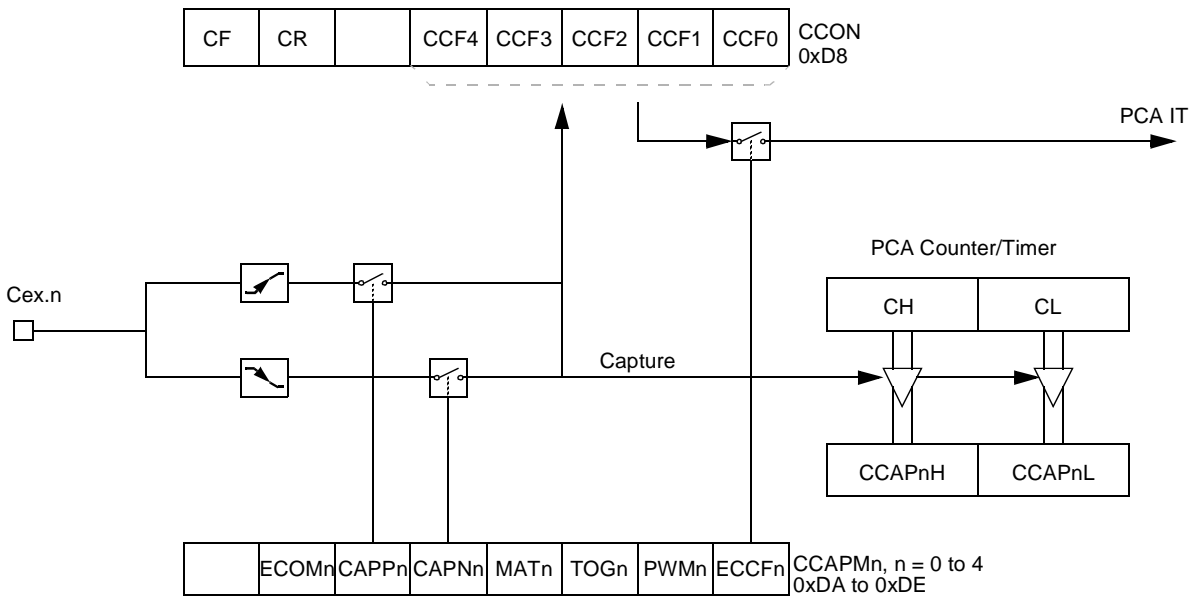 CF CR CCF4 CCF3 CCF2 CCF1 CCF0 CCON
0xD8
PCA IT
PCA Counter/Timer
Cex.n
CH CL
Capture
CCAPnH CCAPnL
ECOMn CAPPn CAPNn MATn TOGn PWMn ECCFn CCAPMn, n = 0 to 4
0xDA to 0xDE